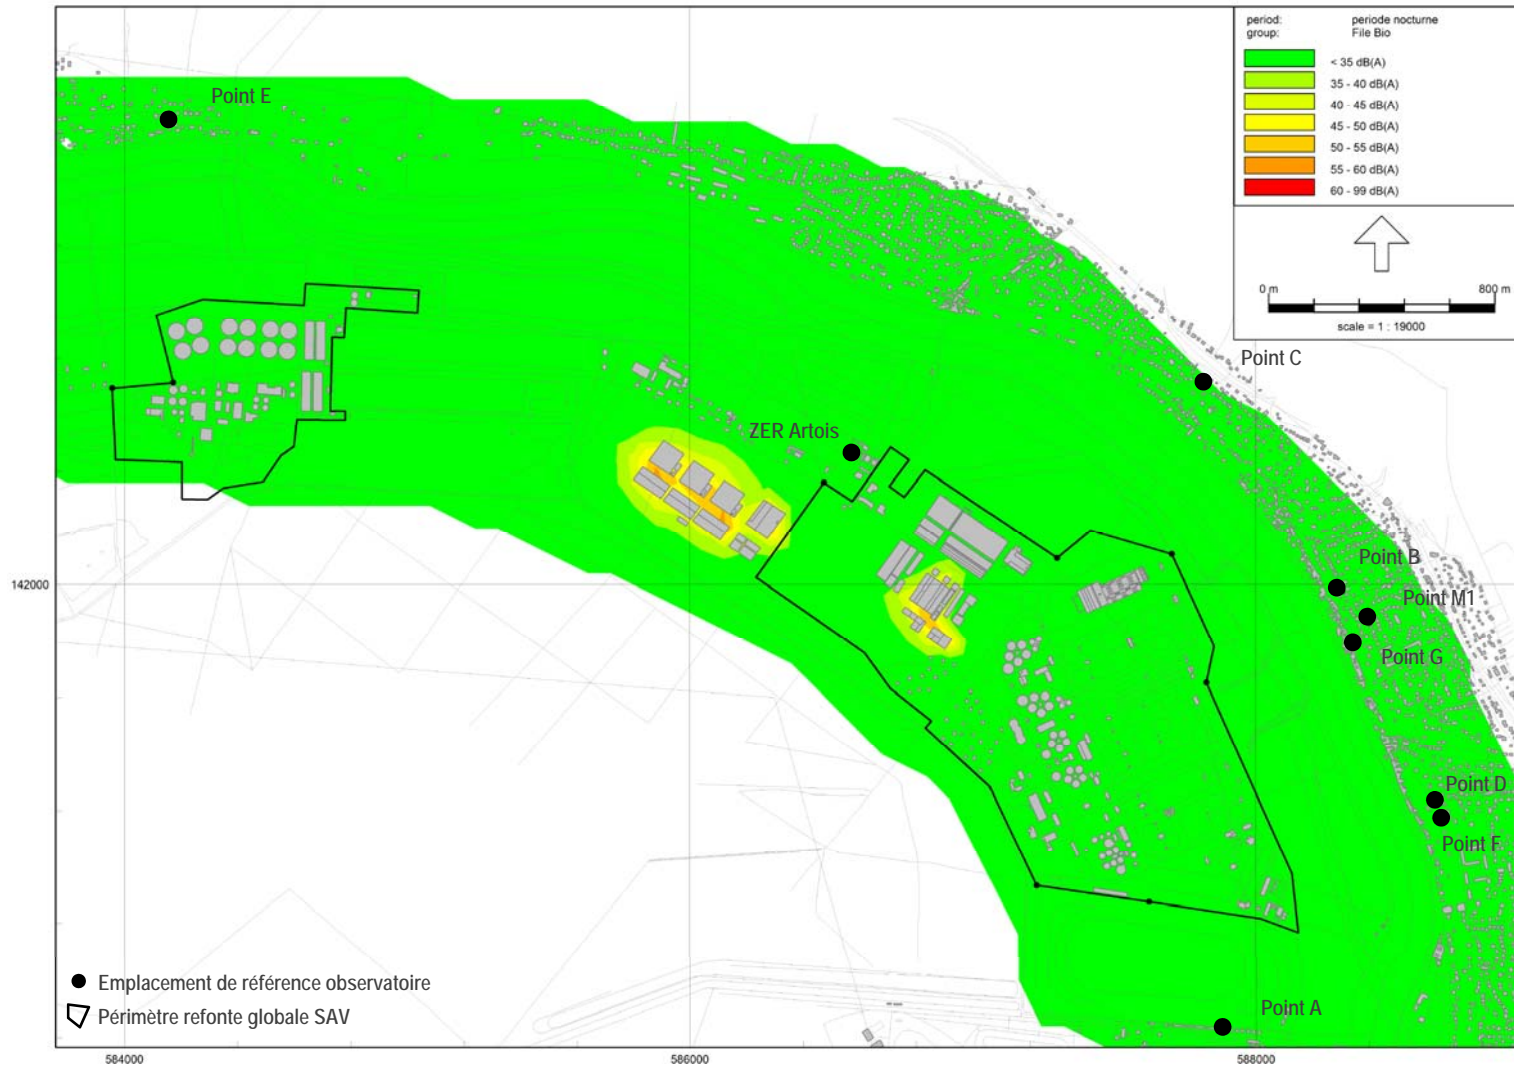 period: periode nocturne
group: File Bio
< 35 dB(A)
35 - 40 dB(A)
40 - 45 dB(A)
45 - 50 dB(A)
50 - 55 dB(A)
55 - 60 dB(A)
60 - 99 dB(A)
0 m 800 m
scale = 1 : 19000
Point E
Point C
ZER Artois
Point B
Point M1
Point G
Point D
Point F
Point A
142000
Emplacement de référence observatoire
Périmètre refonte globale SAV
584000 586000 588000